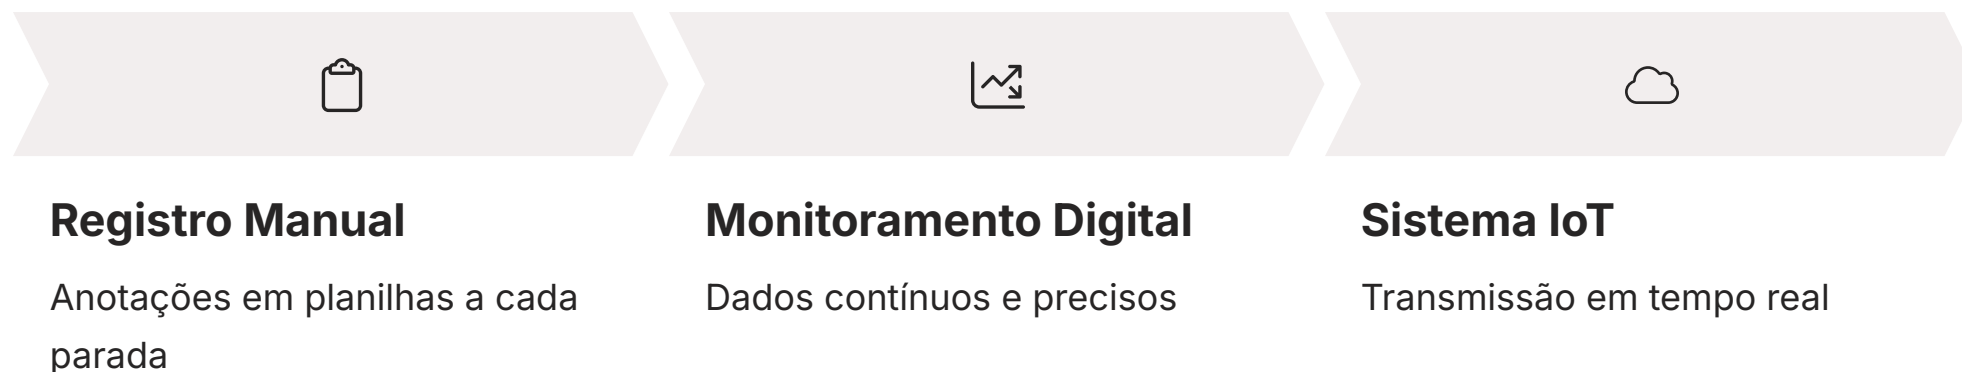 Registro Manual
Anotações em planilhas a cada
parada
Monitoramento Digital
Dados contínuos e precisos
Sistema IoT
Transmissão em tempo real